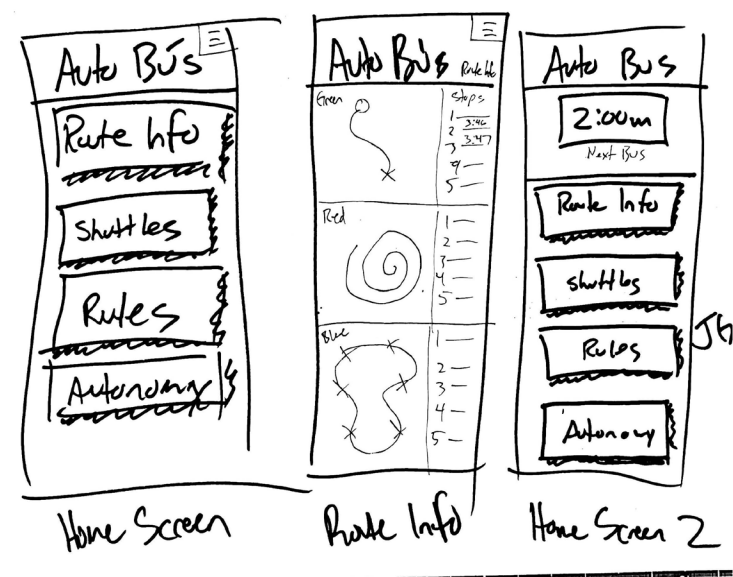 Auto Bus
Route Info
Shuttles
Rules
Autonomy
Home Screen
Auto Bus
Route Info
Green
Stops
1
2 3:46
3 3:47
4
5
Red
1
2
3
4
5
Blue
1
2
3
4
5
Route Info
Auto Bus
2:00m
Next Bus
Route Info
Shuttles
Rules
Autonomy
JG
Home Screen 2